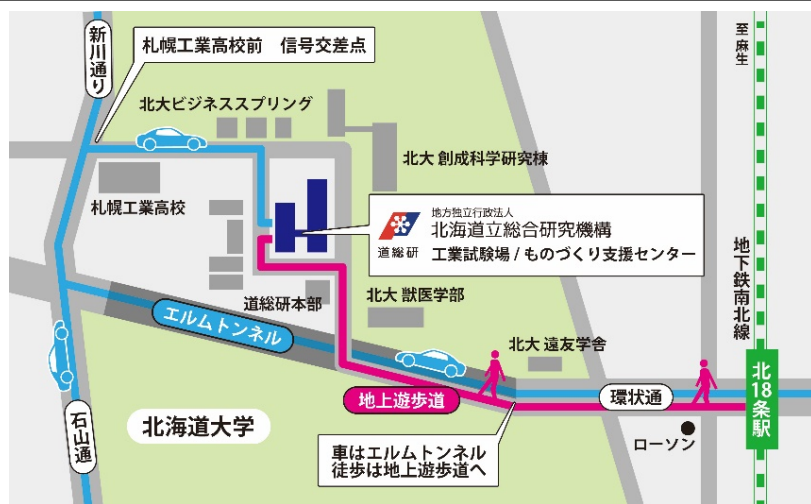 新川通り
札幌工業高校前　信号交差点
至麻生
北大ビジネススプリング
北大 創成科学研究棟
札幌工業高校
地方独立行政法人
北海道立総合研究機構
道総研
工業試験場 / ものづくり支援センター
地下鉄南北線
道総研本部
北大 獣医学部
エルムトンネル
北大 遠友学舎
北18条駅
地上遊歩道
環状通
石山通
北海道大学
ローソン
車はエルムトンネル
徒歩は地上遊歩道へ